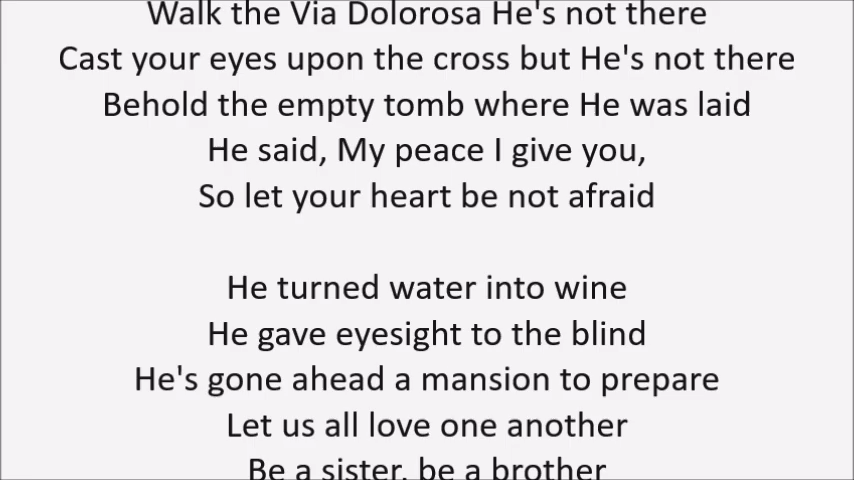 Walk the Via Dolorosa He's not there
Cast your eyes upon the cross but He's not there
Behold the empty tomb where He was laid
He said, My peace I give you,
So let your heart be not afraid
He turned water into wine
He gave eyesight to the blind
He's gone ahead a mansion to prepare
Let us all love one another
Be a sister, be a brother